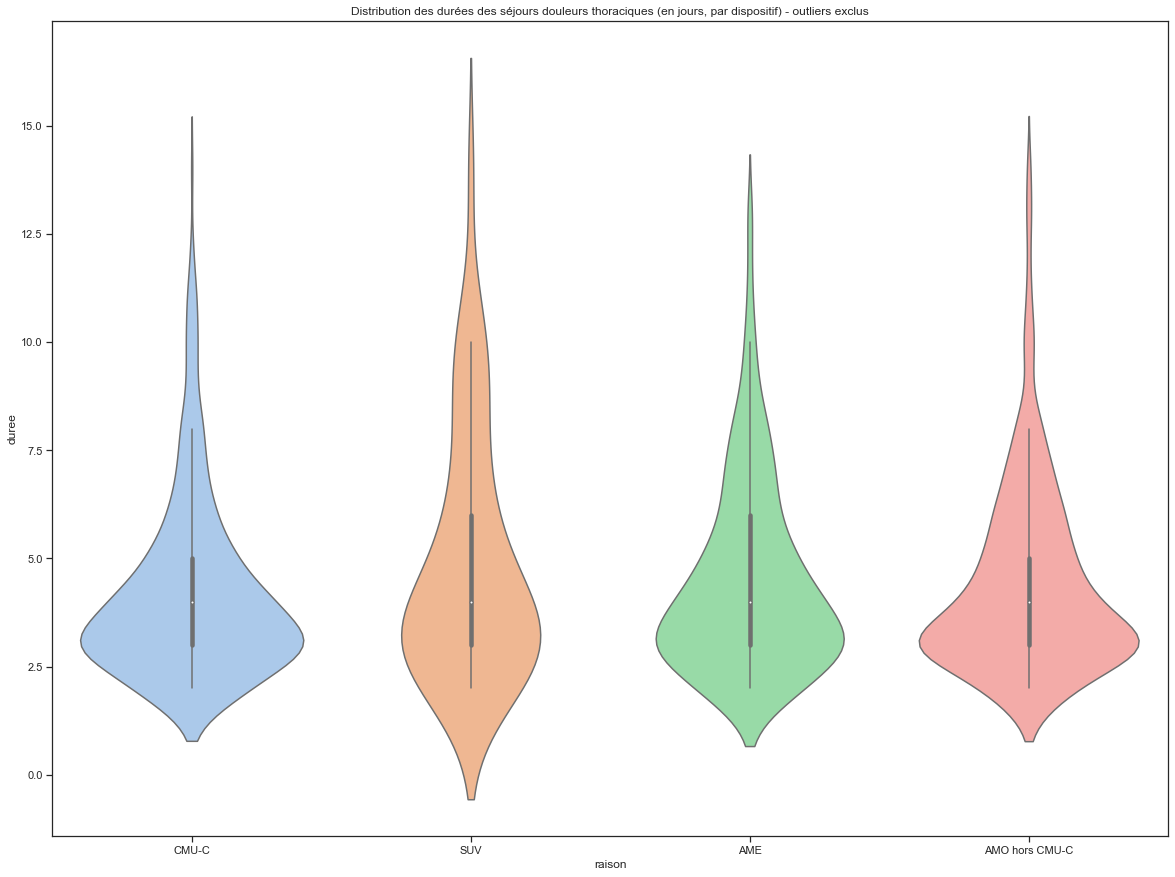 Distribution des durées des séjours douleurs thoraciques (en jours, par dispositif) - outliers exclus
15.0
12.5
10.0
7.5
5.0
2.5
0.0
duree
CMU-C
SUV
AME
AMO hors CMU-C
raison